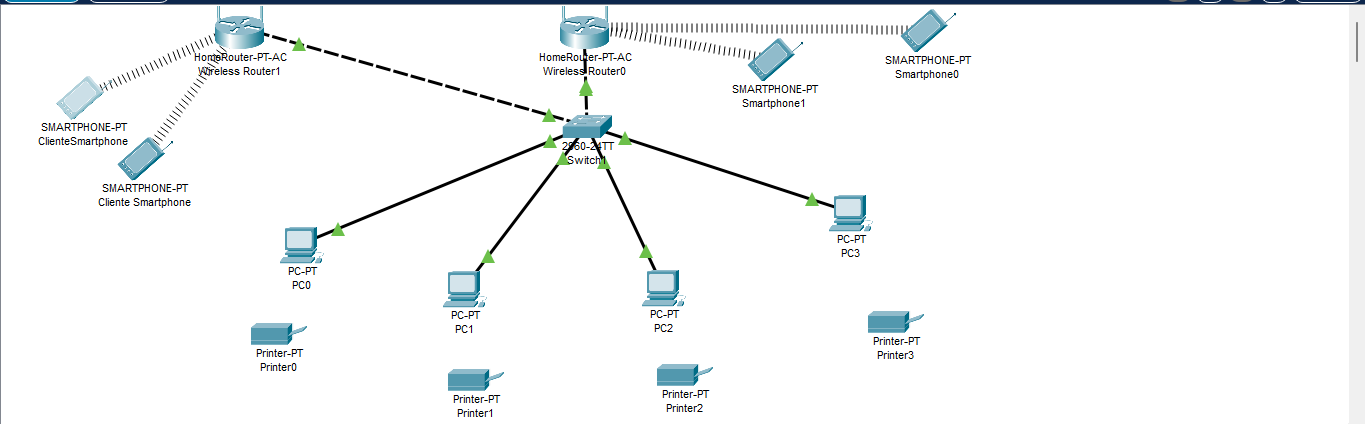 HomeRouter-PT-AC
Wireless Router1
HomeRouter-PT-AC
Wireless Router0
SMARTPHONE-PT
Smartphone0
SMARTPHONE-PT
Smartphone1
SMARTPHONE-PT
ClienteSmartphone
2960-24TT
Switch1
SMARTPHONE-PT
Cliente Smartphone
PC-PT
PC0
PC-PT
PC1
PC-PT
PC2
PC-PT
PC3
Printer-PT
Printer0
Printer-PT
Printer1
Printer-PT
Printer2
Printer-PT
Printer3